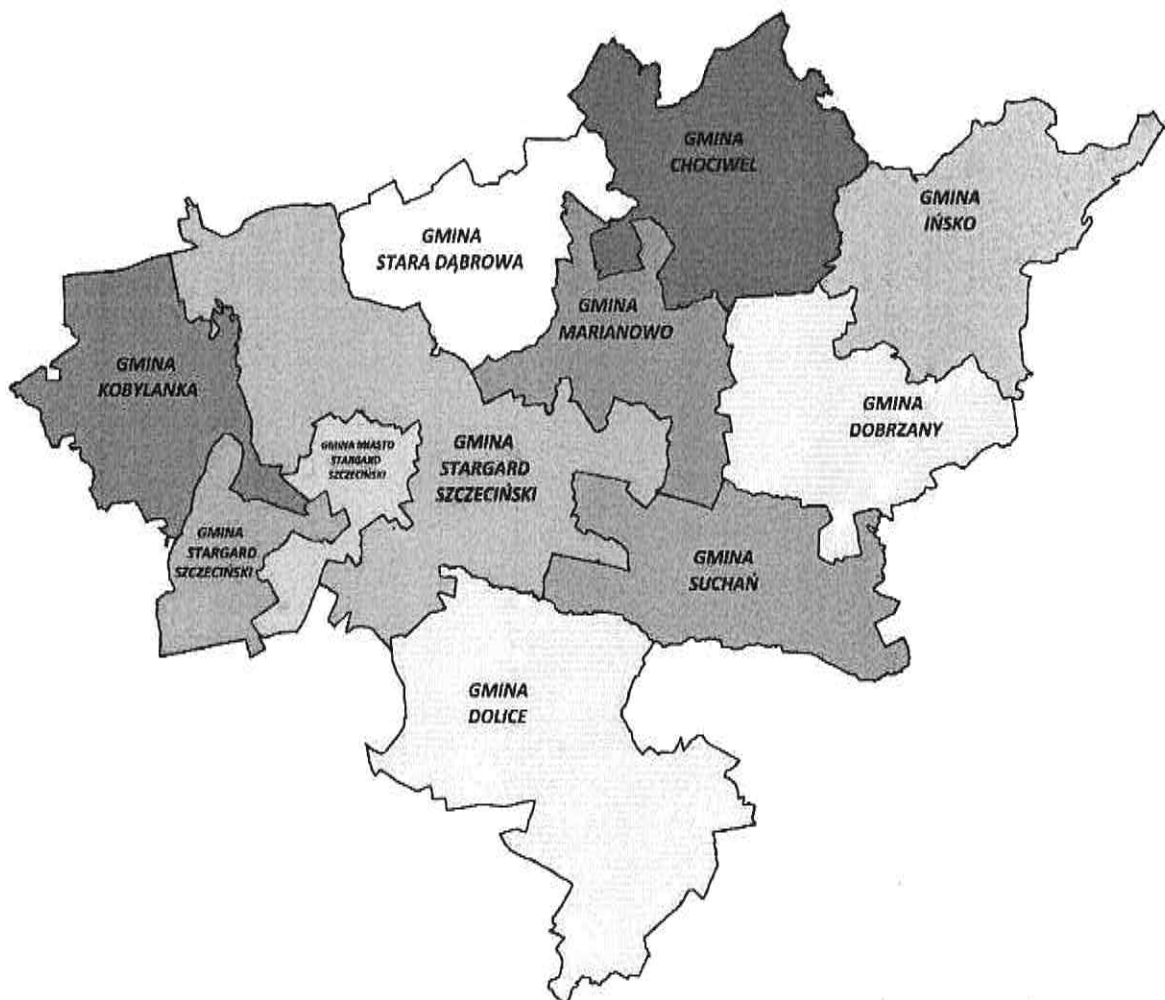 GMINA
CHOCIWEL
GMINA
IŃSKO
GMINA
STARA DĄBROWA
GMINA
MARIANOWO
GMINA
KOBYLANKA
GMINA
DOBRZANY
GMINA MIASTO
STARGARD
SZCZECIŃSKI
GMINA
STARGARD
SZCZECIŃSKI
GMINA
STARGARD
SZCZECIŃSKI
GMINA
SUCHAŃ
GMINA
DOLICE